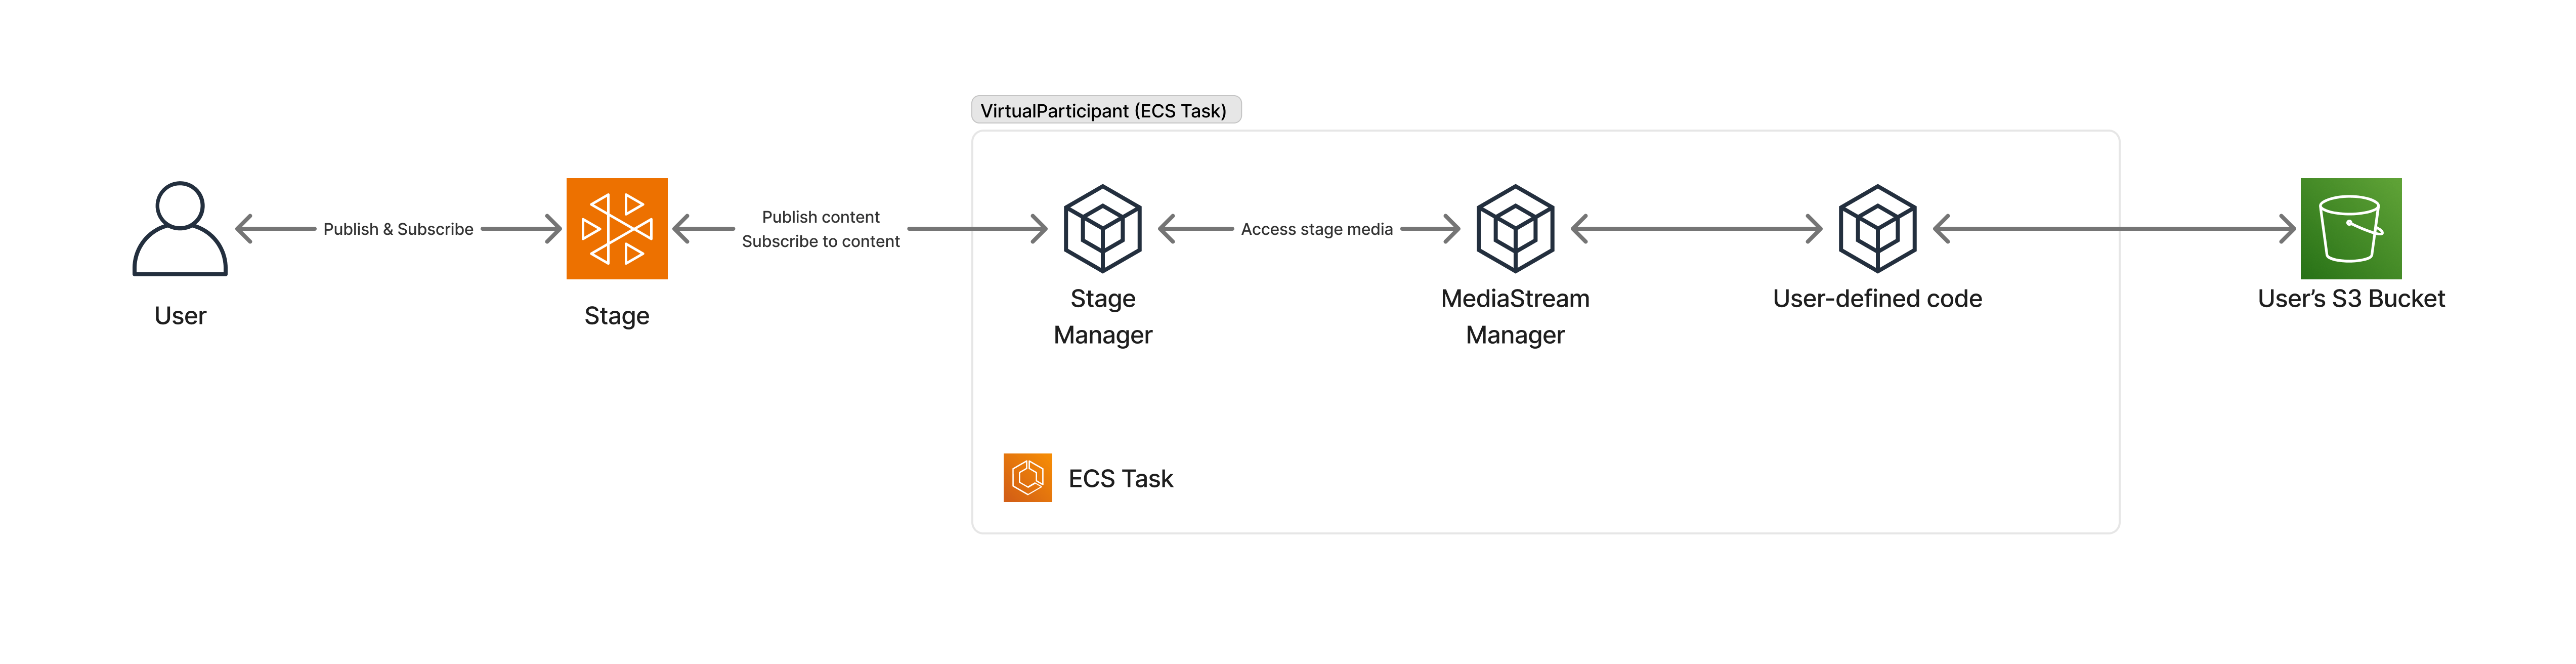 VirtualParticipant (ECS Task)
Publish & Subscribe
Publish content
Subscribe to content
Access stage media
User
Stage
Stage
Manager
MediaStream
Manager
User-defined code
User’s S3 Bucket
ECS Task